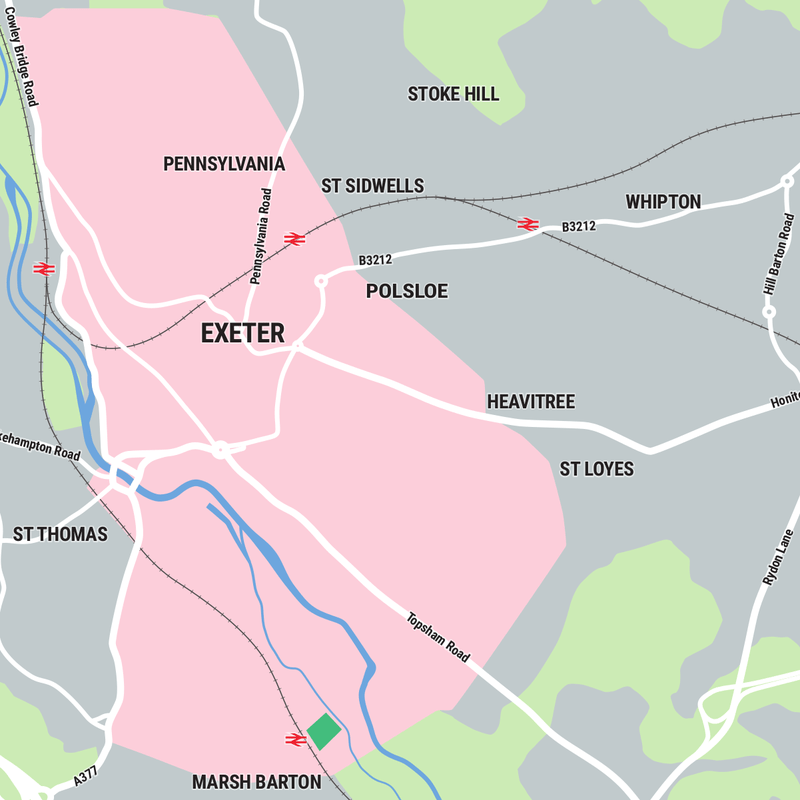 Cowley Bridge Road
STOKE HILL
PENNSYLVANIA
ST SIDWELLS
WHIPTON
Pennsylvania Road
B3212
B3212
Hill Barton Road
POLSLOE
EXETER
HEAVITREE
Honit
kehampton Road
ST LOYES
ST THOMAS
Rydon Lane
Topsham Road
A377
MARSH BARTON